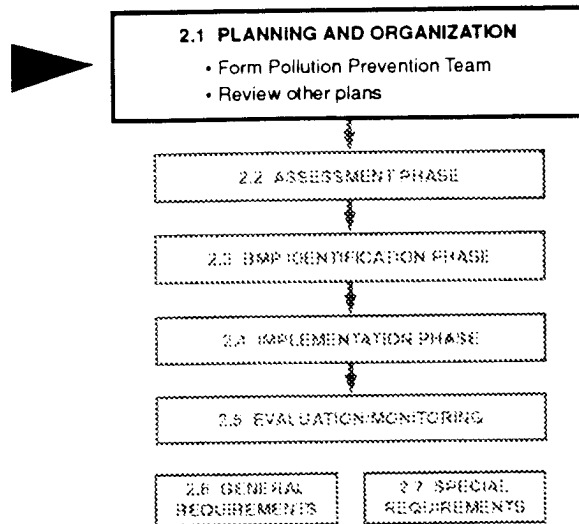 2.1 PLANNING AND ORGANIZATION
• Form Pollution Prevention Team
• Review other plans
2.2 ASSESSMENT PHASE
2.3 BMP IDENTIFICATION PHASE
2.4 IMPLEMENTATION PHASE
2.5 EVALUATION/MONITORING
2.6 GENERAL
REQUIREMENTS
2.7 SPECIAL
REQUIREMENTS